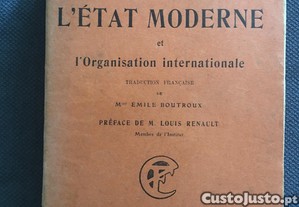 L'ÉTAT MODERNE
et
l'Organisation internationale
TRADUCTION FRANÇAISE
DE
Mme EMILE BOUTROUX
PRÉFACE DE M. LOUIS RENAULT
Membre de l'Institut.
CustoJusto.pt